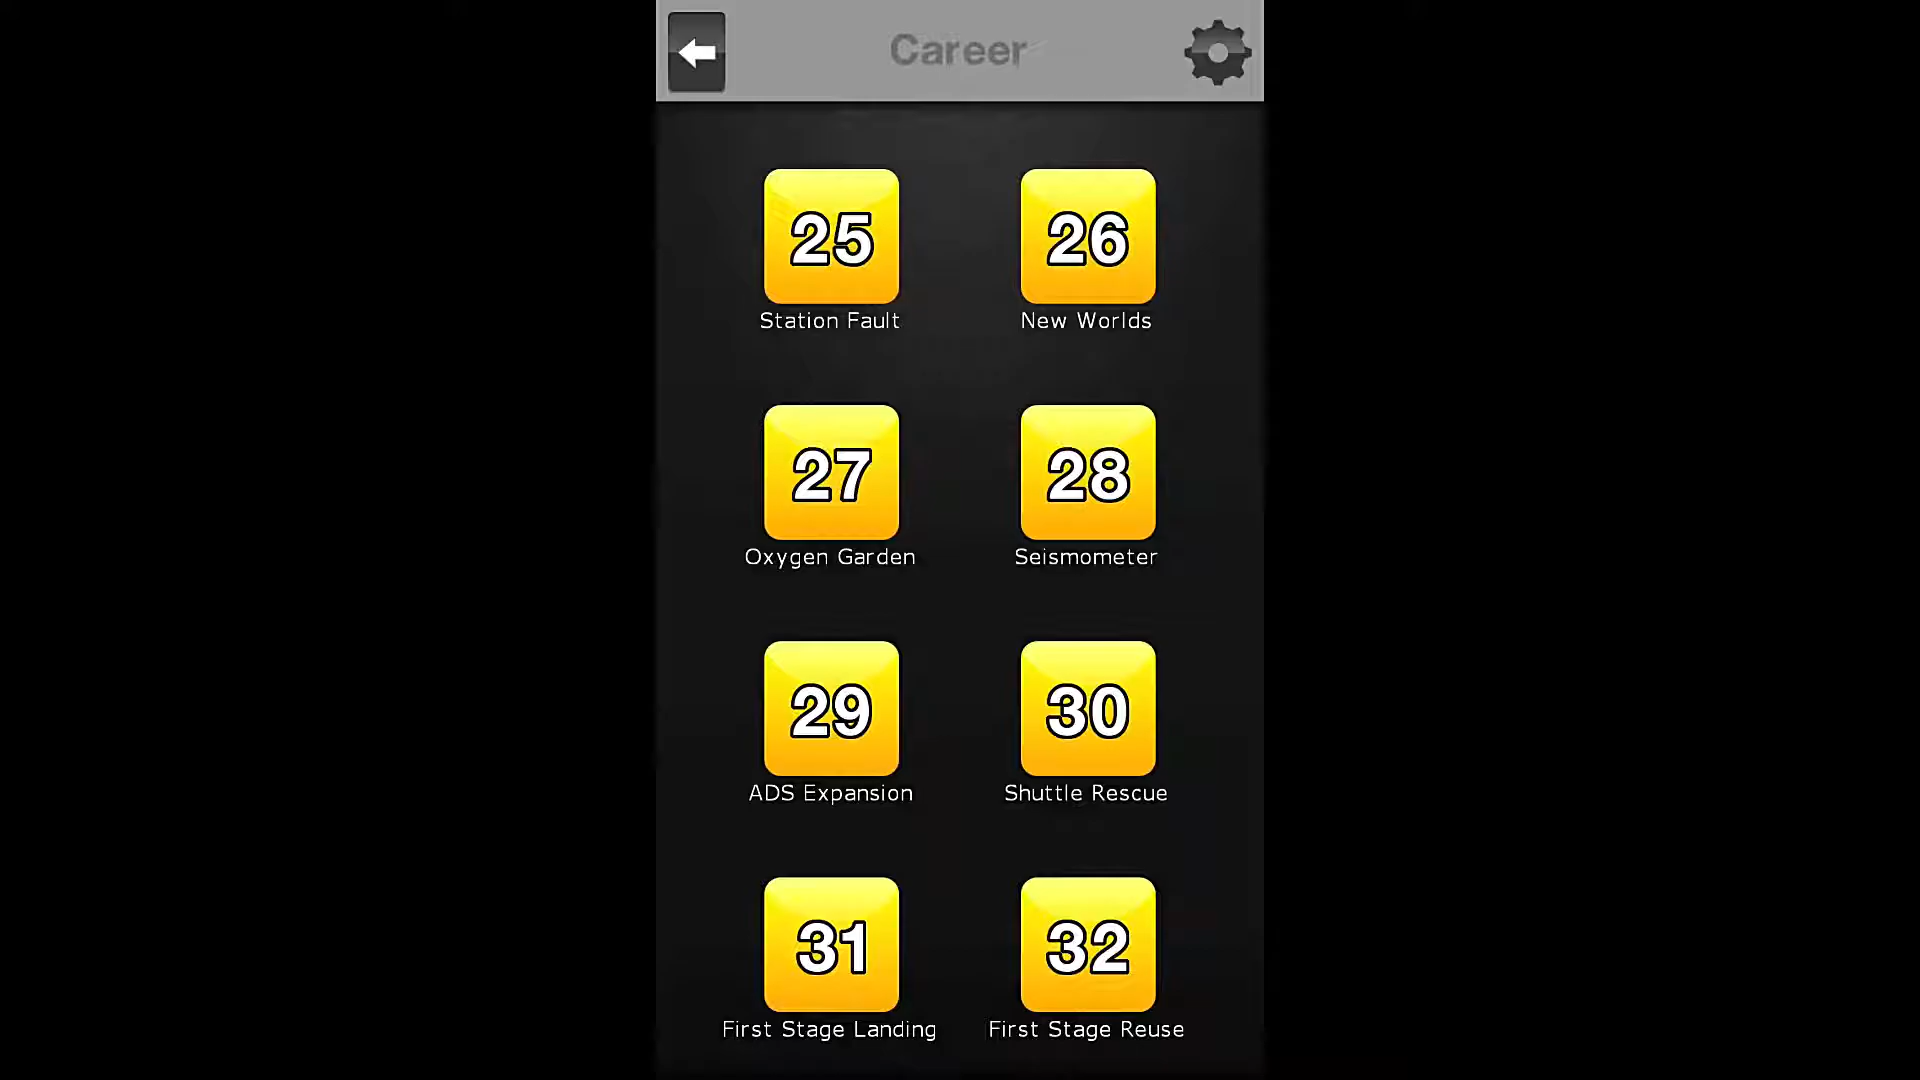 Career
25 26
Station Fault New Worlds
27 28
Oxygen Garden Seismometer
29 30
ADS Expansion Shuttle Rescue
31 32
First Stage Landing First Stage Reuse